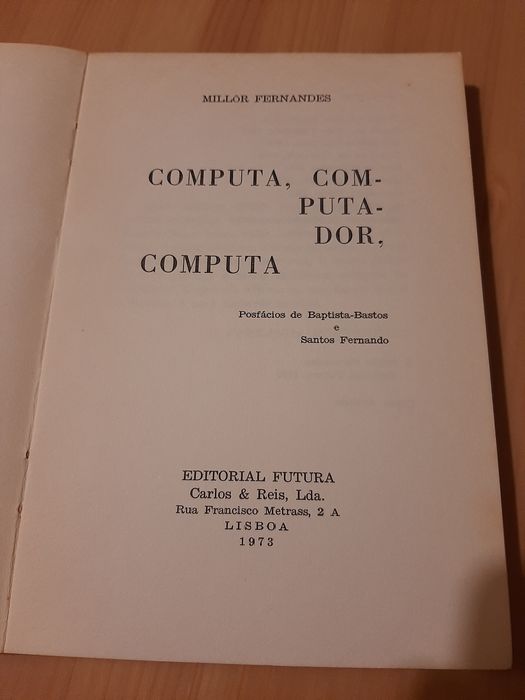 MILLÔR FERNANDES
COMPUTA, COM-
PUTA-
DOR,
COMPUTA
Posfácios de Baptista-Bastos
e
Santos Fernando
EDITORIAL FUTURA
Carlos & Reis, Lda.
Rua Francisco Metrass, 2 A
LISBOA
1973